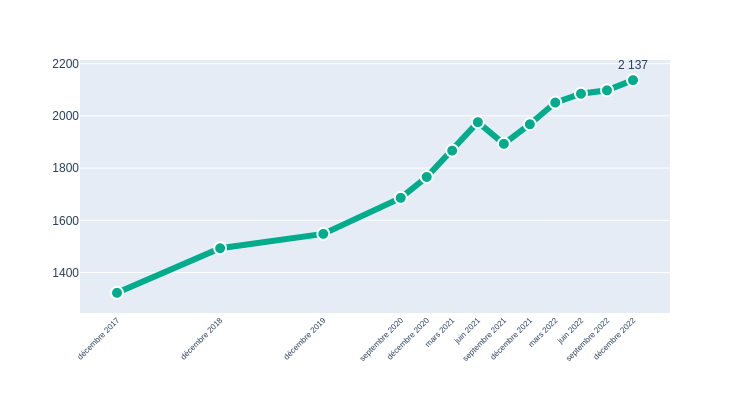 2200
2 137
2000
1800
1600
1400
décembre 2017
décembre 2018
décembre 2019
septembre 2020
décembre 2020
mars 2021
juin 2021
septembre 2021
décembre 2021
mars 2022
juin 2022
septembre 2022
décembre 2022